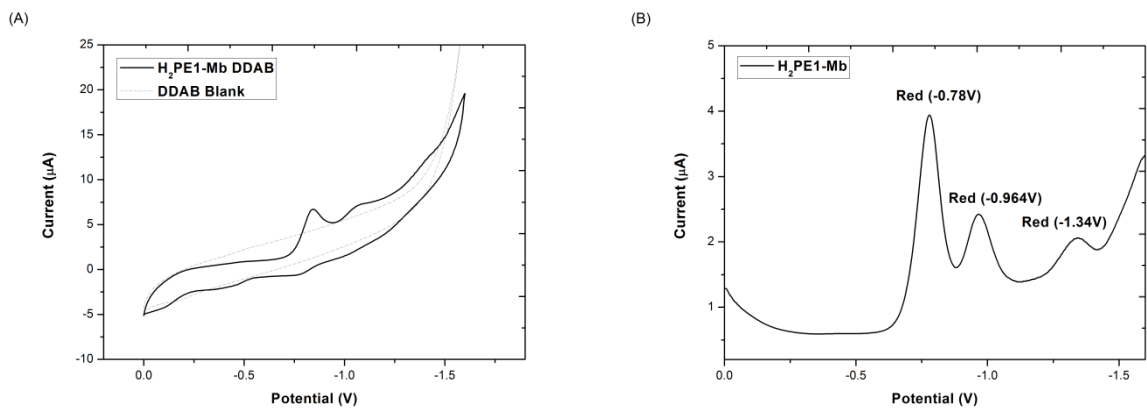 (A)
25
20
15
10
5
0
-5
-10
0.0
-0.5
-1.0
-1.5
Current (μA)
Potential (V)
H₂PE1-Mb DDAB
DDAB Blank
(B)
5
4
3
2
1
0.0
-0.5
-1.0
-1.5
Current (μA)
Potential (V)
H₂PE1-Mb
Red (-0.78V)
Red (-0.964V)
Red (-1.34V)